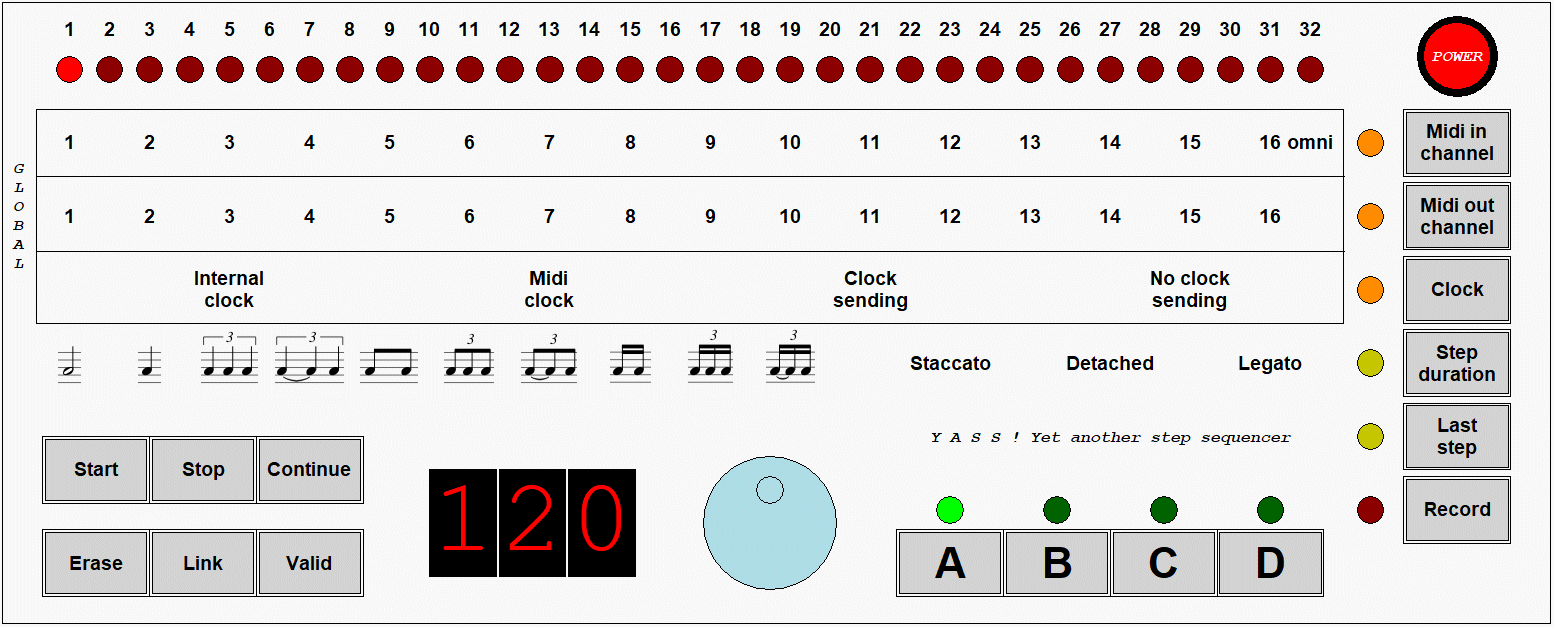 1 2 3 4 5 6 7 8 9 10 11 12 13 14 15 16 17 18 19 20 21 22 23 24 25 26 27 28 29 30 31 32
POWER
GLOBAL
1 2 3 4 5 6 7 8 9 10 11 12 13 14 15 16 omni
Midi in
channel
1 2 3 4 5 6 7 8 9 10 11 12 13 14 15 16
Midi out
channel
Internal
clock
Midi
clock
Clock
sending
No clock
sending
Clock
3 3 3 3 3 3
Staccato Detached Legato
Step
duration
Y A S S ! Yet another step sequencer
Last
step
Start Stop Continue
120
Record
Erase Link Valid
A B C D